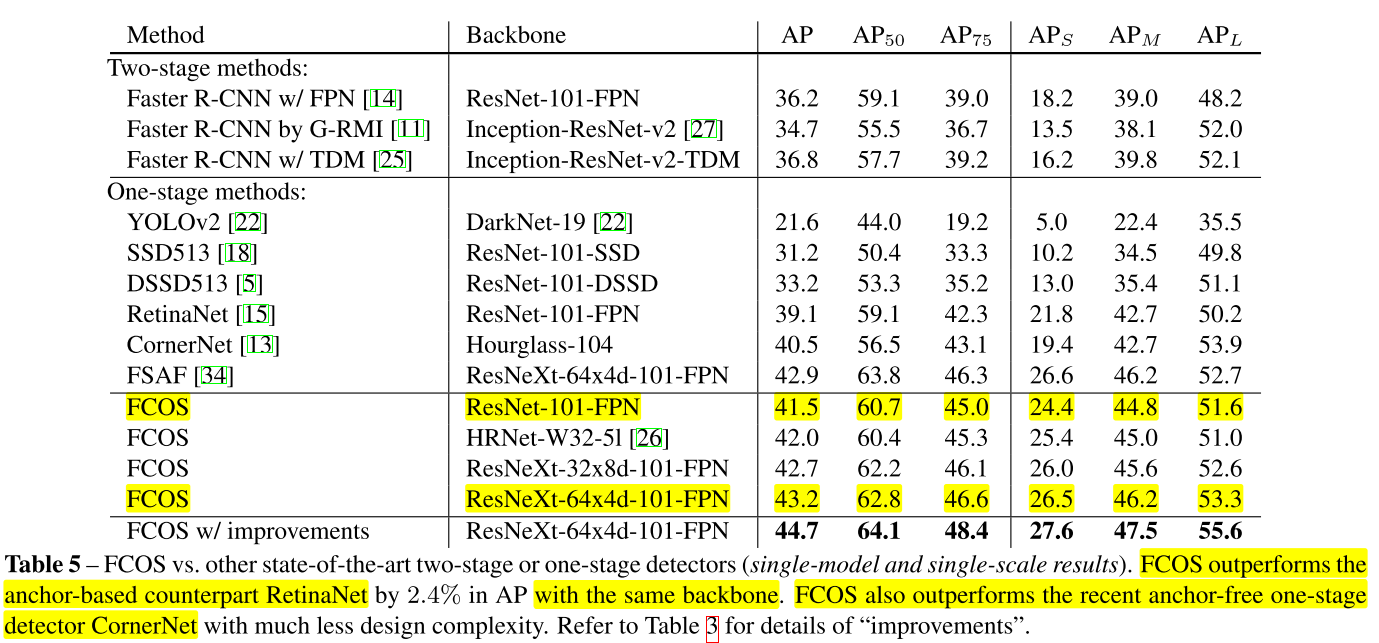 Method Backbone AP AP50 AP75 APS APM APL
Two-stage methods:
Faster R-CNN w/ FPN [14] ResNet-101-FPN 36.2 59.1 39.0 18.2 39.0 48.2
Faster R-CNN by G-RMI [11] Inception-ResNet-v2 [27] 34.7 55.5 36.7 13.5 38.1 52.0
Faster R-CNN w/ TDM [25] Inception-ResNet-v2-TDM 36.8 57.7 39.2 16.2 39.8 52.1
One-stage methods:
YOLOv2 [22] DarkNet-19 [22] 21.6 44.0 19.2 5.0 22.4 35.5
SSD513 [18] ResNet-101-SSD 31.2 50.4 33.3 10.2 34.5 49.8
DSSD513 [5] ResNet-101-DSSD 33.2 53.3 35.2 13.0 35.4 51.1
RetinaNet [15] ResNet-101-FPN 39.1 59.1 42.3 21.8 42.7 50.2
CornerNet [13] Hourglass-104 40.5 56.5 43.1 19.4 42.7 53.9
FSAF [34] ResNeXt-64x4d-101-FPN 42.9 63.8 46.3 26.6 46.2 52.7
FCOS ResNet-101-FPN 41.5 60.7 45.0 24.4 44.8 51.6
FCOS HRNet-W32-5l [26] 42.0 60.4 45.3 25.4 45.0 51.0
FCOS ResNeXt-32x8d-101-FPN 42.7 62.2 46.1 26.0 45.6 52.6
FCOS ResNeXt-64x4d-101-FPN 43.2 62.8 46.6 26.5 46.2 53.3
FCOS w/ improvements ResNeXt-64x4d-101-FPN 44.7 64.1 48.4 27.6 47.5 55.6
Table 5 – FCOS vs. other state-of-the-art two-stage or one-stage detectors (single-model and single-scale results). FCOS outperforms the
anchor-based counterpart RetinaNet by 2.4% in AP with the same backbone. FCOS also outperforms the recent anchor-free one-stage
detector CornerNet with much less design complexity. Refer to Table 3 for details of “improvements”.